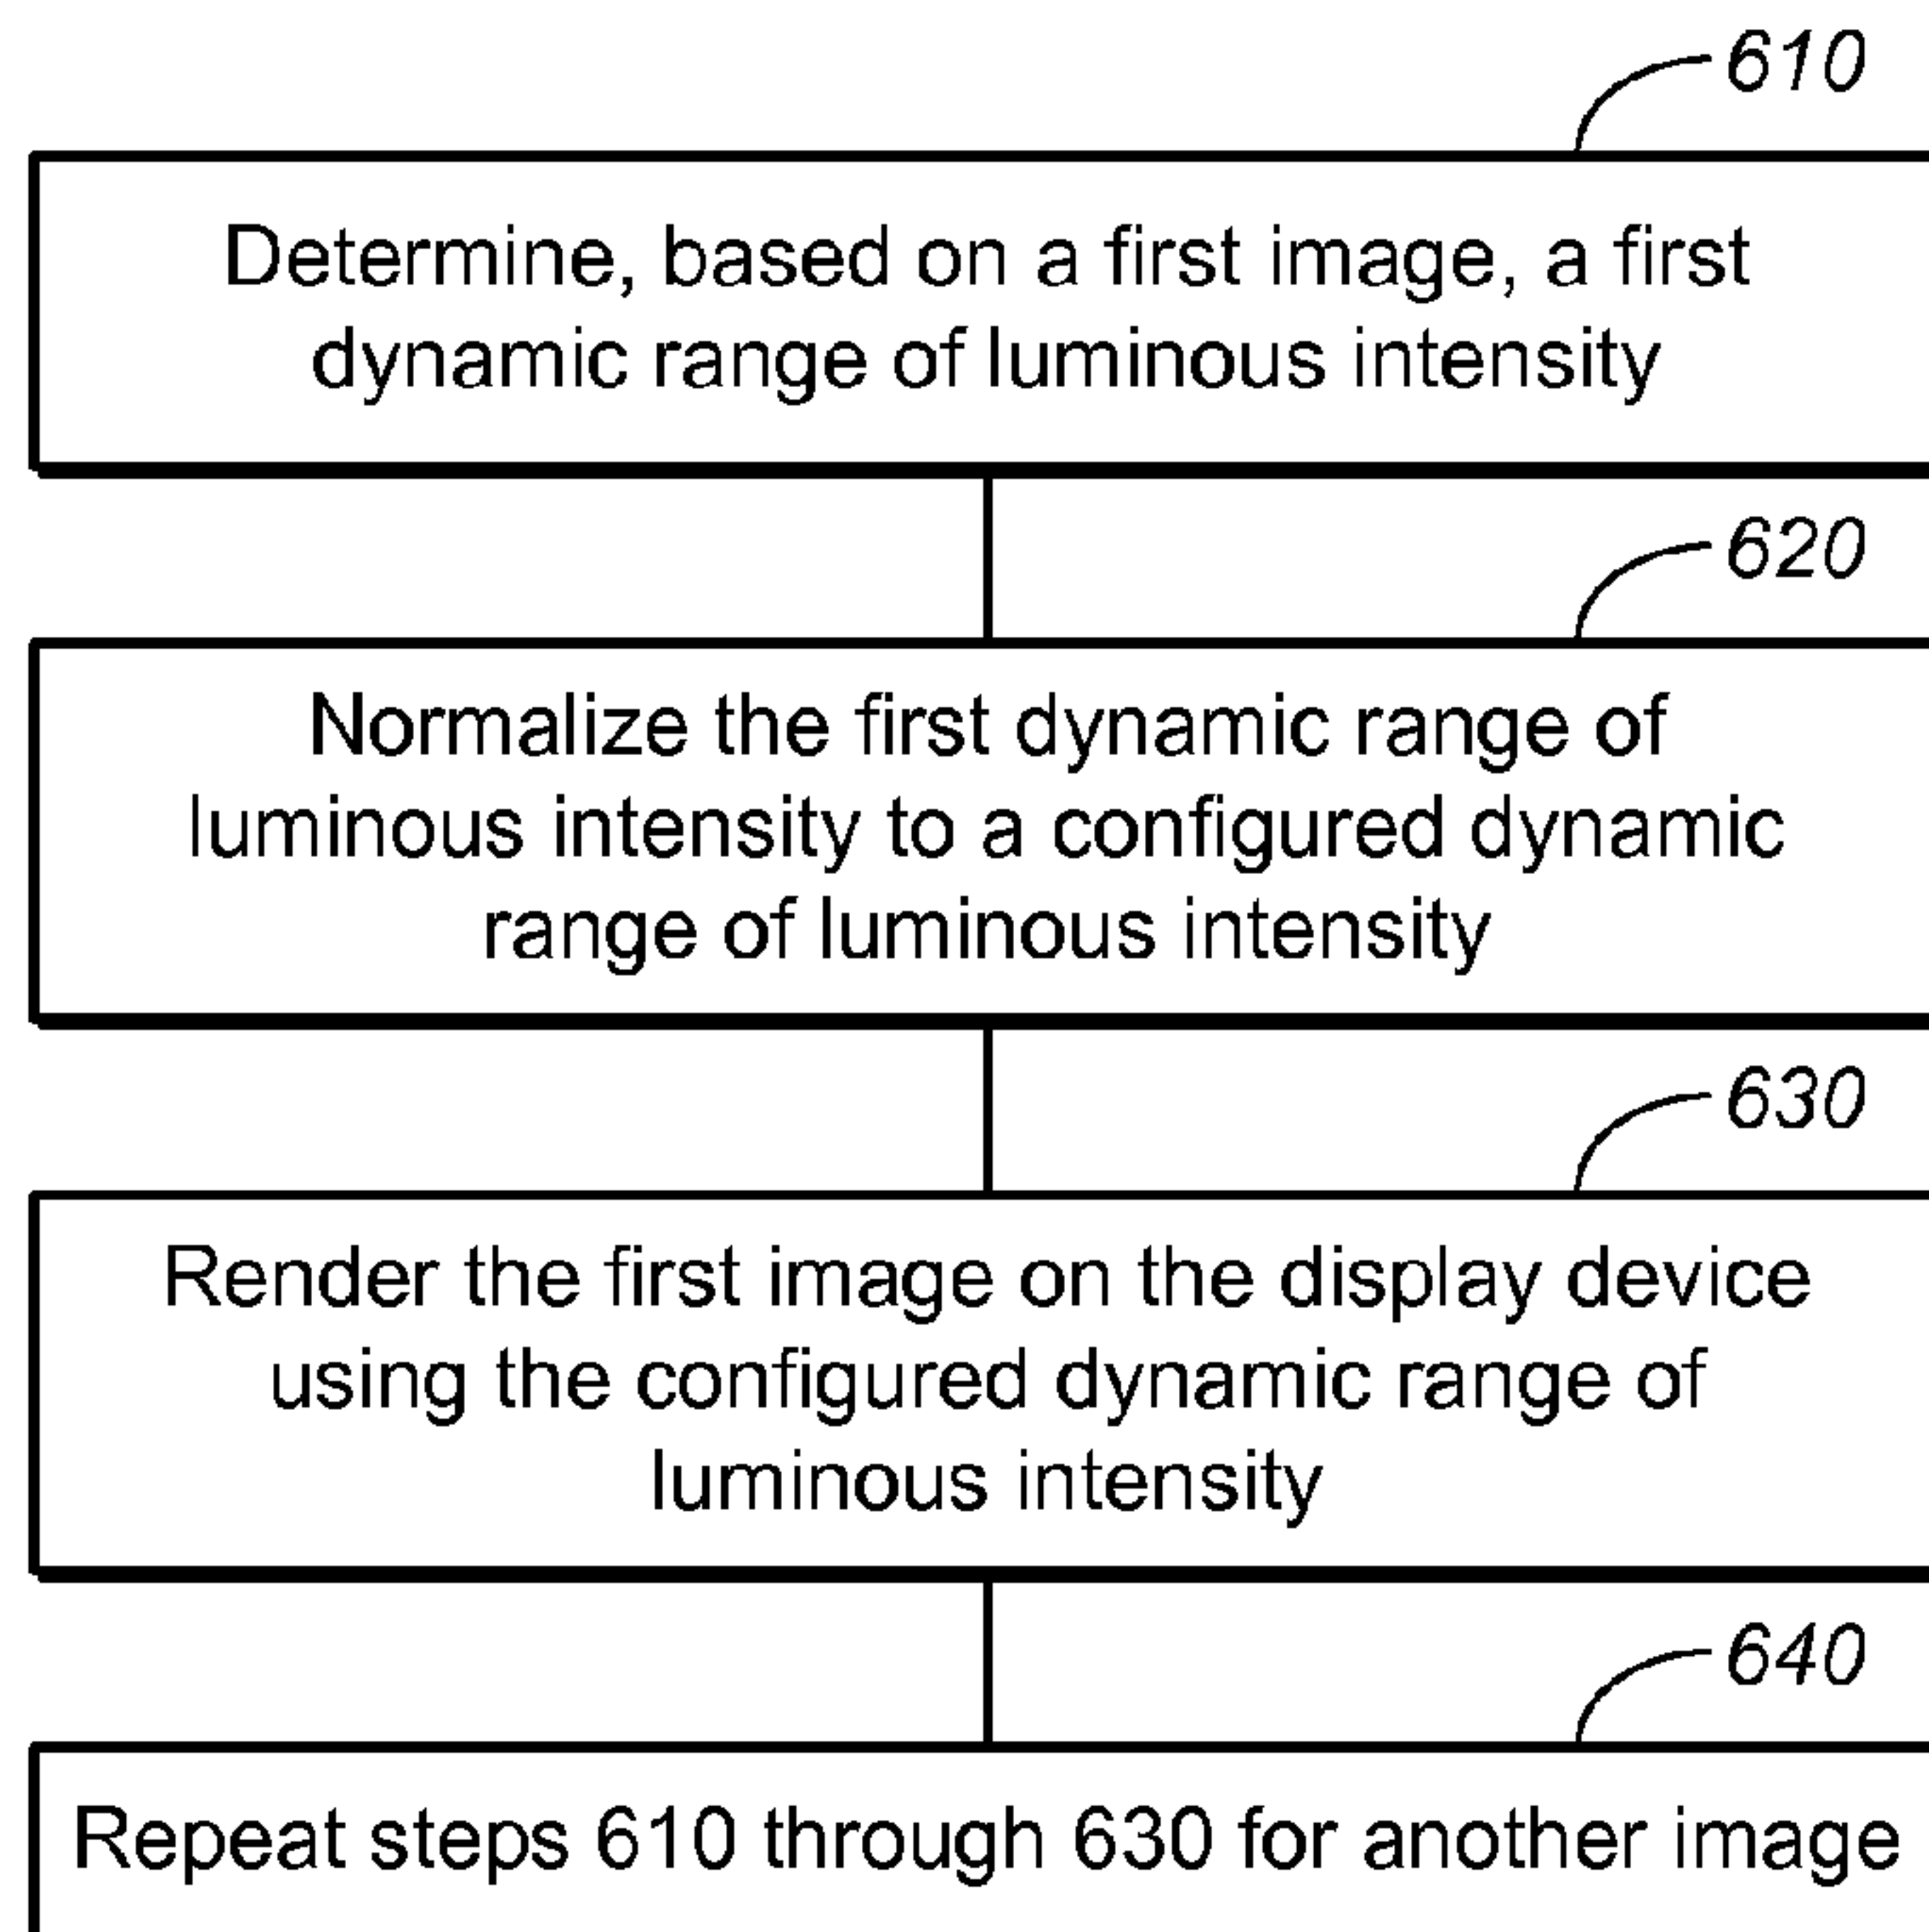 610
Determine, based on a first image, a first
dynamic range of luminous intensity
620
Normalize the first dynamic range of
luminous intensity to a configured dynamic
range of luminous intensity
630
Render the first image on the display device
using the configured dynamic range of
luminous intensity
640
Repeat steps 610 through 630 for another image